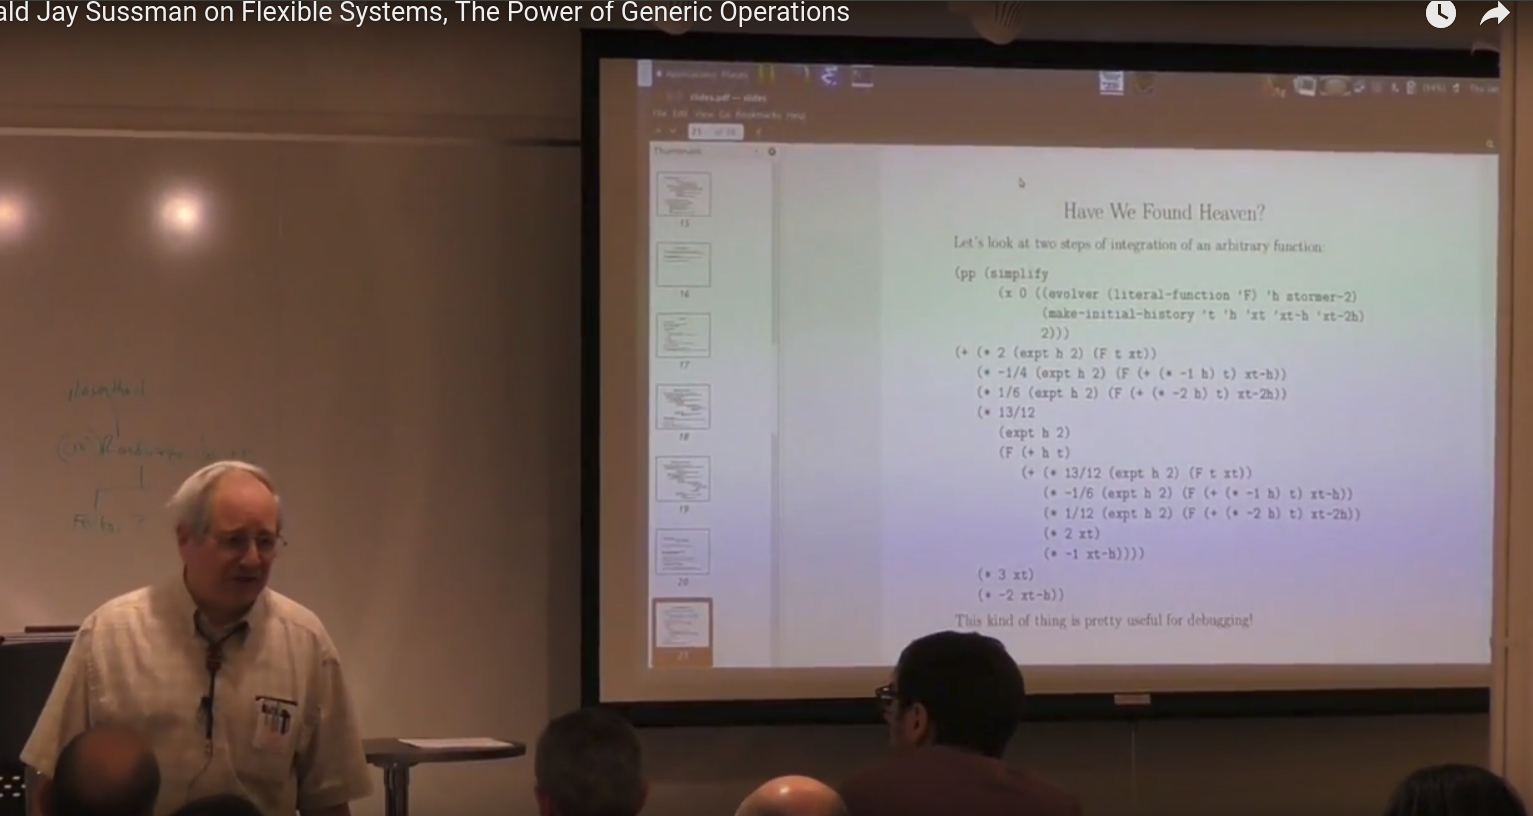 ald Jay Sussman on Flexible Systems, The Power of Generic Operations
Applications Places
slides.pdf — slides
File Edit View Go Bookmarks Help
21
Thumbnails
15
16
17
18
19
20
21
Have We Found Heaven?
Let's look at two steps of integration of an arbitrary function:
(pp (simplify
(x 0 ((evolver (literal-function 'F) 'h stormer-2)
(make-initial-history 't 'h 'xt 'xt-h 'xt-2h)
2)))
(+ (* 2 (expt h 2) (F t xt))
(* -1/4 (expt h 2) (F (+ (* -1 h) t) xt-h))
(* 1/6 (expt h 2) (F (+ (* -2 h) t) xt-2h))
(* 13/12
(expt h 2)
(F (+ h t)
(+ (* 13/12 (expt h 2) (F t xt))
(* -1/6 (expt h 2) (F (+ (* -1 h) t) xt-h))
(* 1/12 (expt h 2) (F (+ (* -2 h) t) xt-2h))
(* 2 xt)
(* -1 xt-h))))
(* 3 xt)
(* -2 xt-h))
This kind of thing is pretty useful for debugging!